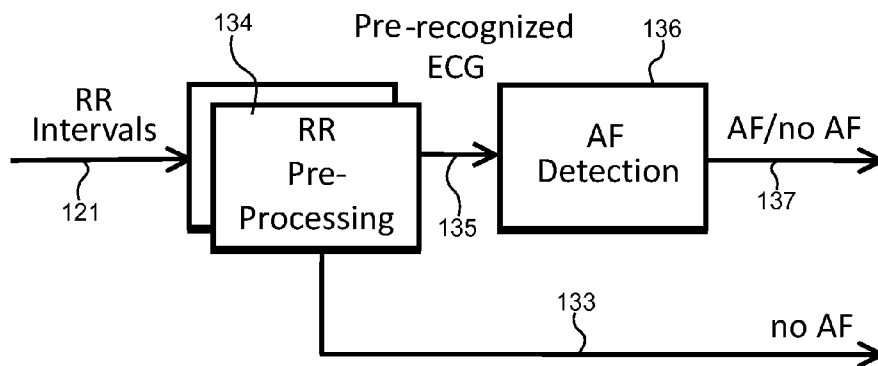 134
Pre-recognized
ECG
136
RR
Intervals
121
RR
Pre-
Processing
135
AF
Detection
AF/no AF
137
133
no AF